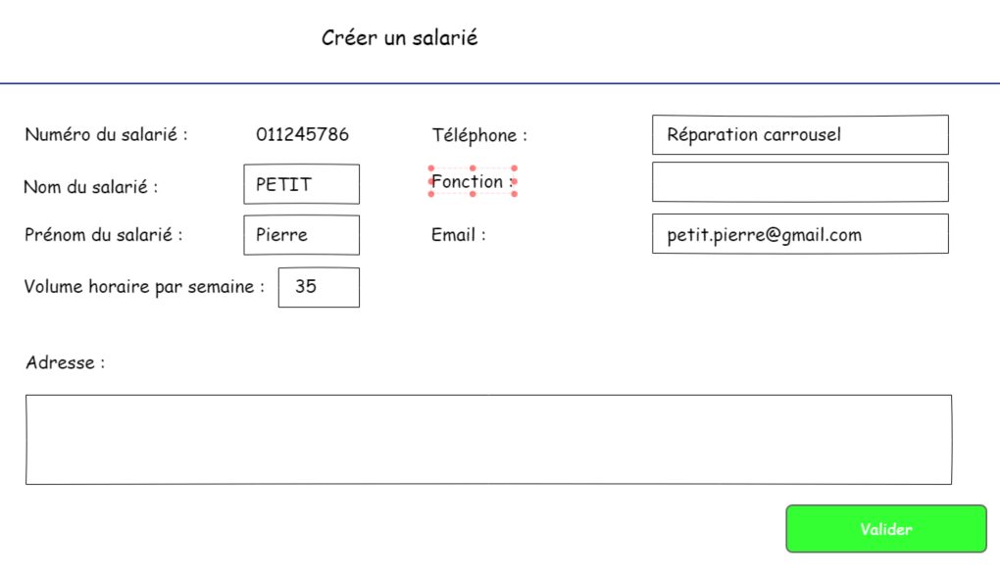 Créer un salarié
Numéro du salarié : 011245786 Téléphone : Réparation carrousel
Nom du salarié : PETIT Fonction :
Prénom du salarié : Pierre Email : petit.pierre@gmail.com
Volume horaire par semaine : 35
Adresse :
Valider